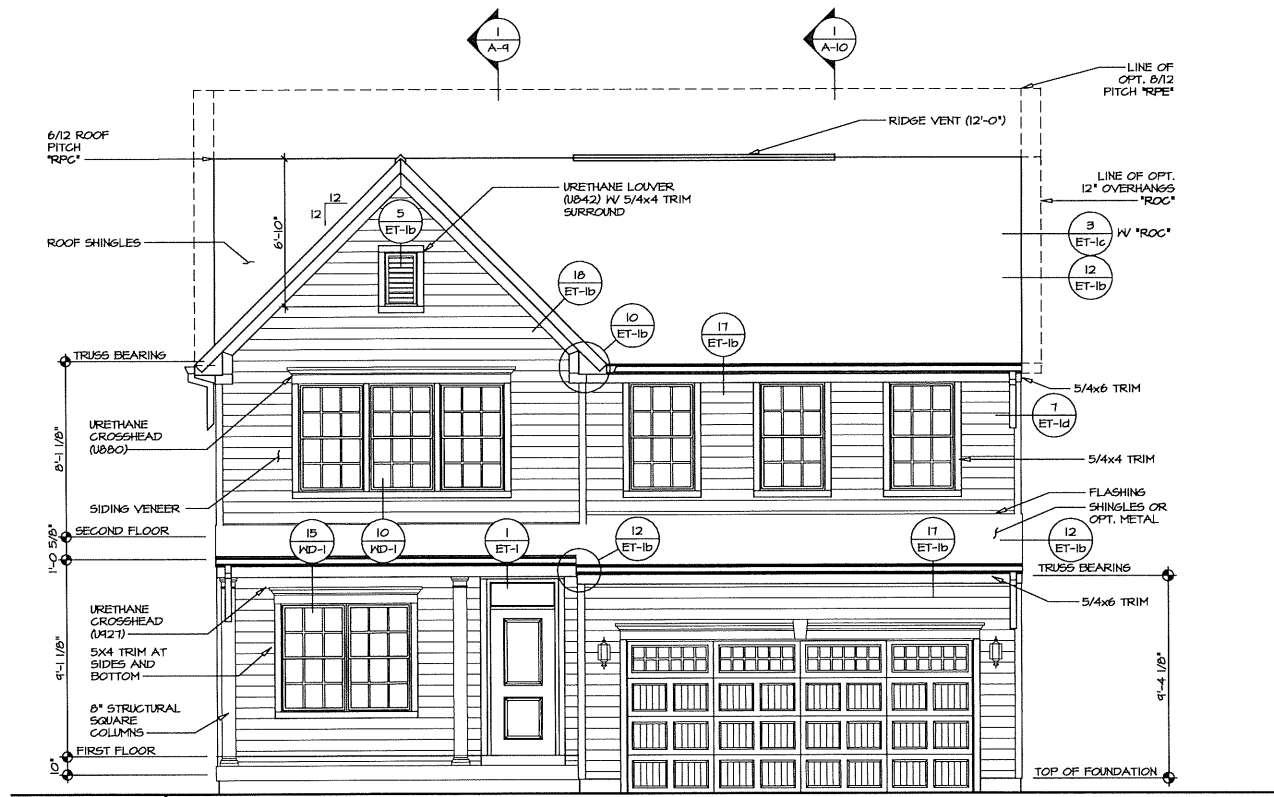 1
A-9
1
A-10
LINE OF
OPT. 8/12
PITCH "RPE"
RIDGE VENT (12'-0")
6/12 ROOF
PITCH
"RPC"
LINE OF OPT.
12" OVERHANGS
"ROC"
URETHANE LOUVER
(U842) W/ 5/4x4 TRIM
SURROUND
12
12
6'-10"
5
ET-1b
3
ET-1c
W/ "ROC"
ROOF SHINGLES
12
ET-1b
18
ET-1b
10
ET-1b
17
ET-1b
TRUSS BEARING
5/4x6 TRIM
7
ET-1d
URETHANE
CROSSHEAD
(U880)
8'-1 1/8"
5/4x4 TRIM
FLASHING
SIDING VENEER
SHINGLES OR
OPT. METAL
SECOND FLOOR
15
WD-1
10
WD-1
1
ET-1
12
ET-1b
17
ET-1b
12
ET-1b
1'-0 5/8"
TRUSS BEARING
5/4x6 TRIM
URETHANE
CROSSHEAD
(U927)
5X4 TRIM AT
SIDES AND
BOTTOM
9'-1 1/8"
9'-4 1/8"
8" STRUCTURAL
SQUARE
COLUMNS
FIRST FLOOR
10"
TOP OF FOUNDATION